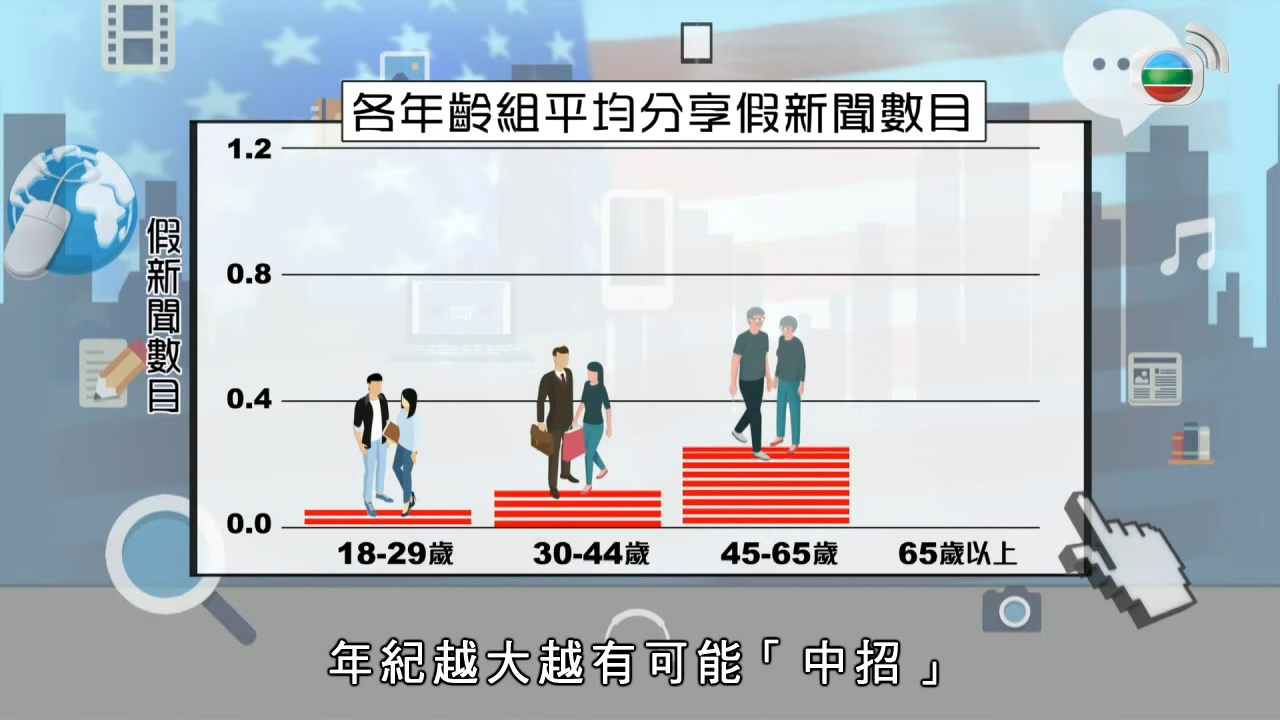 各年齡組平均分享假新聞數目
1.2
0.8
0.4
0.0
假新聞數目
18-29歲
30-44歲
45-65歲
65歲以上
年紀越大越有可能「中招」